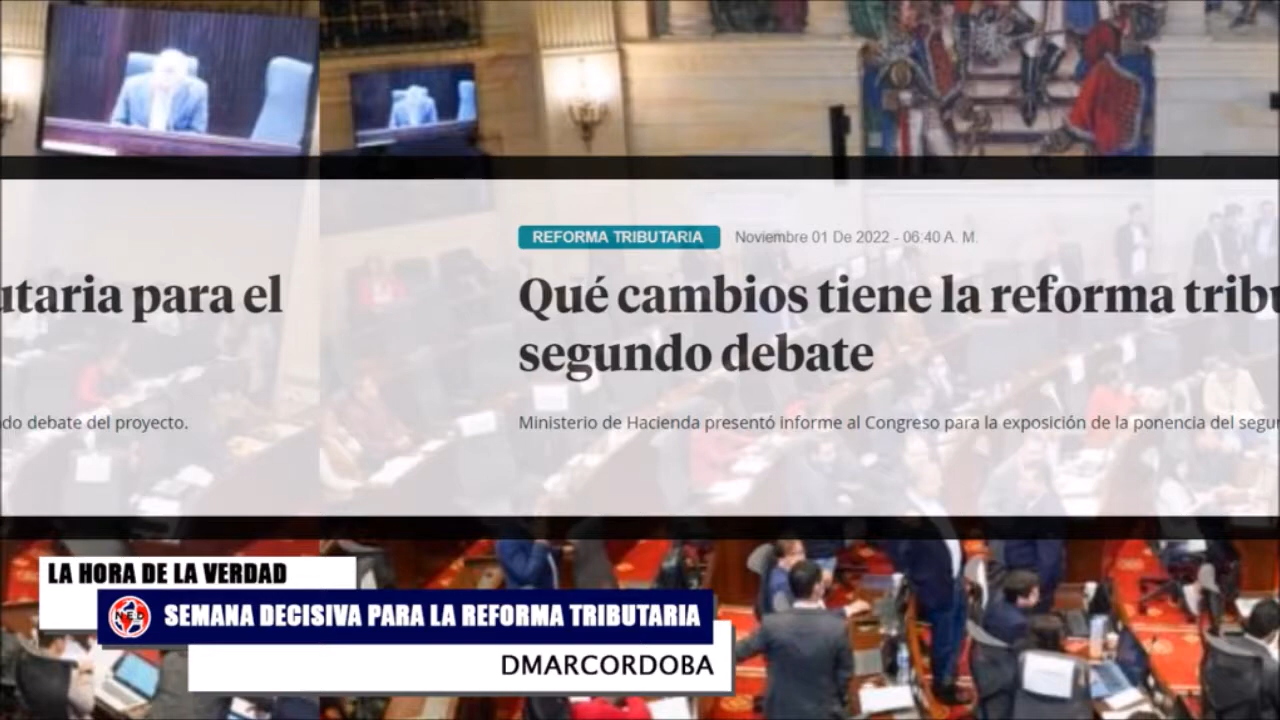 REFORMA TRIBUTARIA Noviembre 01 De 2022 - 06:40 A. M.
utaria para el
Qué cambios tiene la reforma tribu
segundo debate
do debate del proyecto.
Ministerio de Hacienda presentó informe al Congreso para la exposición de la ponencia del segun
LA HORA DE LA VERDAD
SEMANA DECISIVA PARA LA REFORMA TRIBUTARIA
DMARCORDOBA